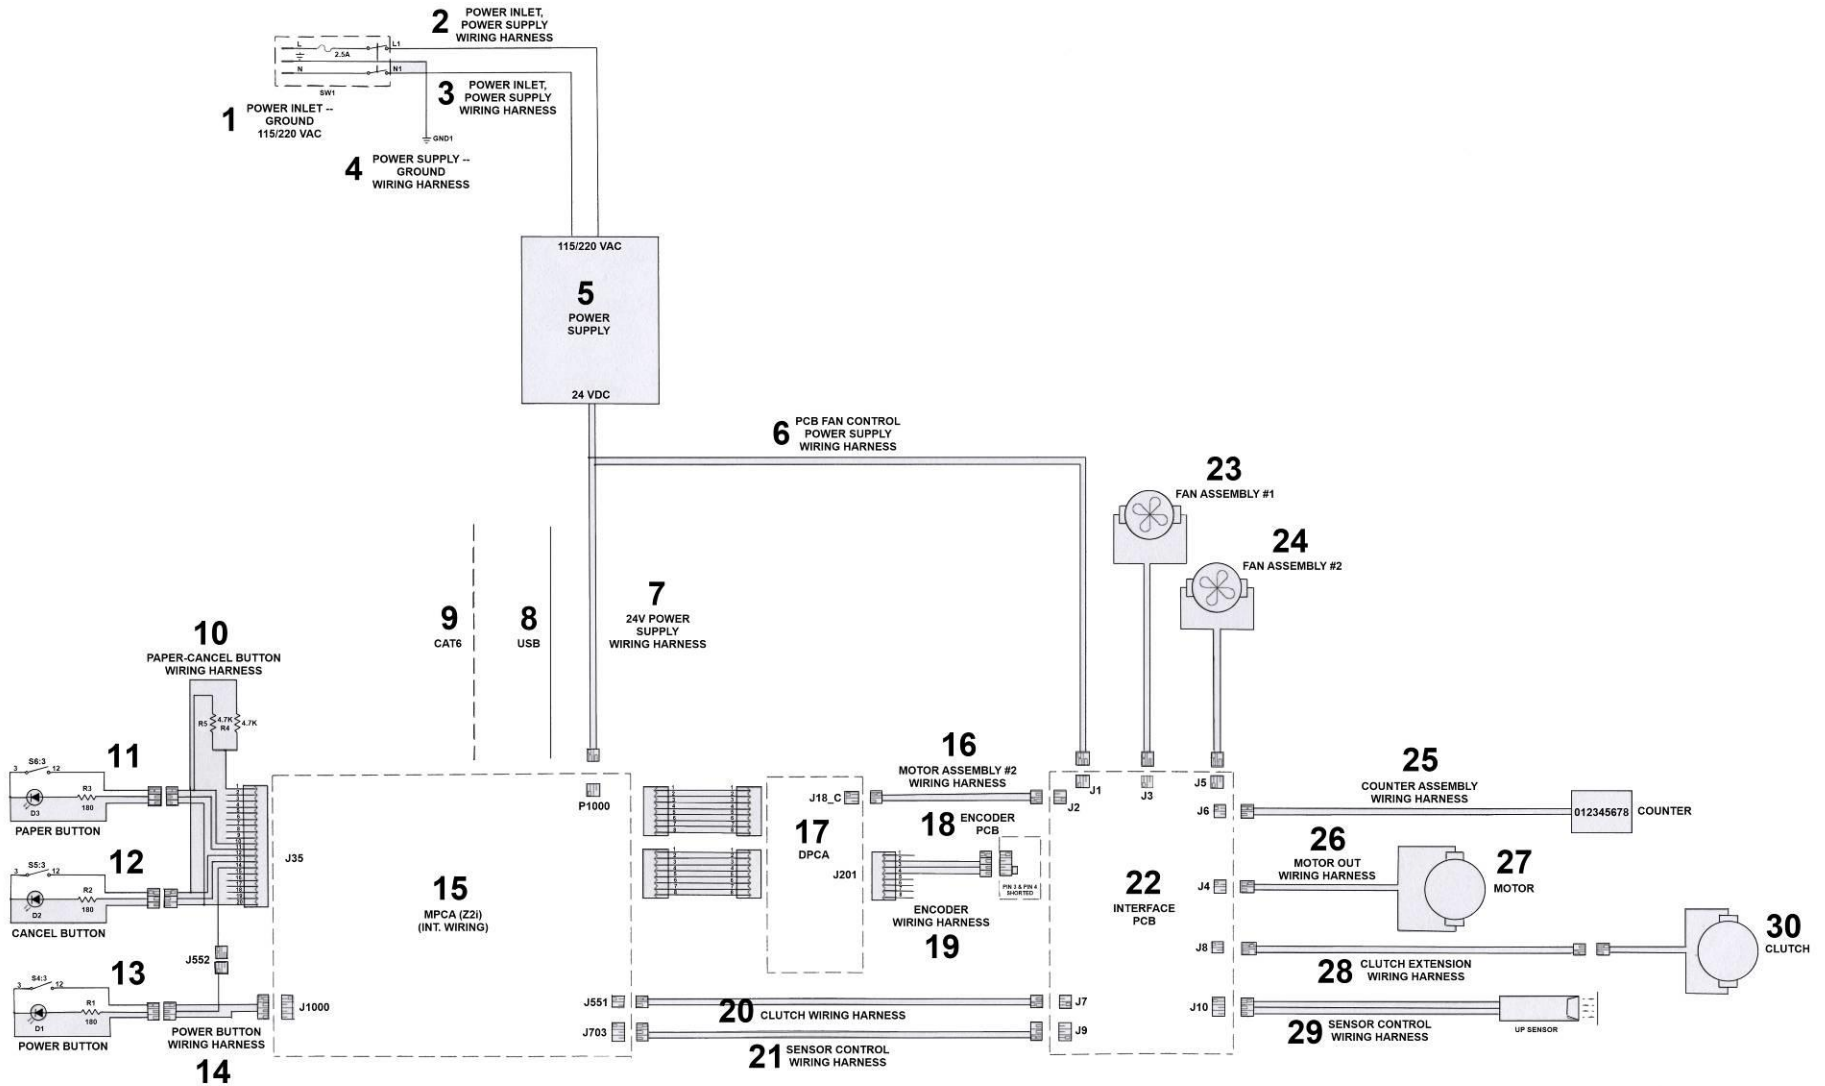 2
POWER INLET,
POWER SUPPLY
WIRING HARNESS
L
2.5A
L1
N
N1
SW1
1
POWER INLET --
GROUND
115/220 VAC
3
POWER INLET,
POWER SUPPLY
WIRING HARNESS
GND1
4
POWER SUPPLY --
GROUND
WIRING HARNESS
115/220 VAC
5
POWER
SUPPLY
24 VDC
6
PCB FAN CONTROL
POWER SUPPLY
WIRING HARNESS
23
FAN ASSEMBLY #1
24
FAN ASSEMBLY #2
9
CAT6
8
USB
7
24V POWER
SUPPLY
WIRING HARNESS
10
PAPER-CANCEL BUTTON
WIRING HARNESS
R5
4.7K
R4
4.7K
11
S6:3
3
12
D3
R3
180
PAPER BUTTON
12
S5:3
3
12
D2
R2
180
CANCEL BUTTON
13
S4:3
3
12
D1
R1
180
POWER BUTTON
J552
POWER BUTTON
WIRING HARNESS
14
J35
J1000
15
MPCA (Z2i)
(INT. WIRING)
P1000
J551
J703
16
MOTOR ASSEMBLY #2
WIRING HARNESS
J18_C
17
DPCA
J201
18
ENCODER
PCB
PIN 3 & PIN 4
SHORTED
ENCODER
WIRING HARNESS
19
20
CLUTCH WIRING HARNESS
21
SENSOR CONTROL
WIRING HARNESS
J1
J2
J3
J5
J6
J4
J8
J10
J7
J9
22
INTERFACE
PCB
25
COUNTER ASSEMBLY
WIRING HARNESS
012345678
COUNTER
26
MOTOR OUT
WIRING HARNESS
27
MOTOR
28
CLUTCH EXTENSION
WIRING HARNESS
30
CLUTCH
29
SENSOR CONTROL
WIRING HARNESS
UP SENSOR